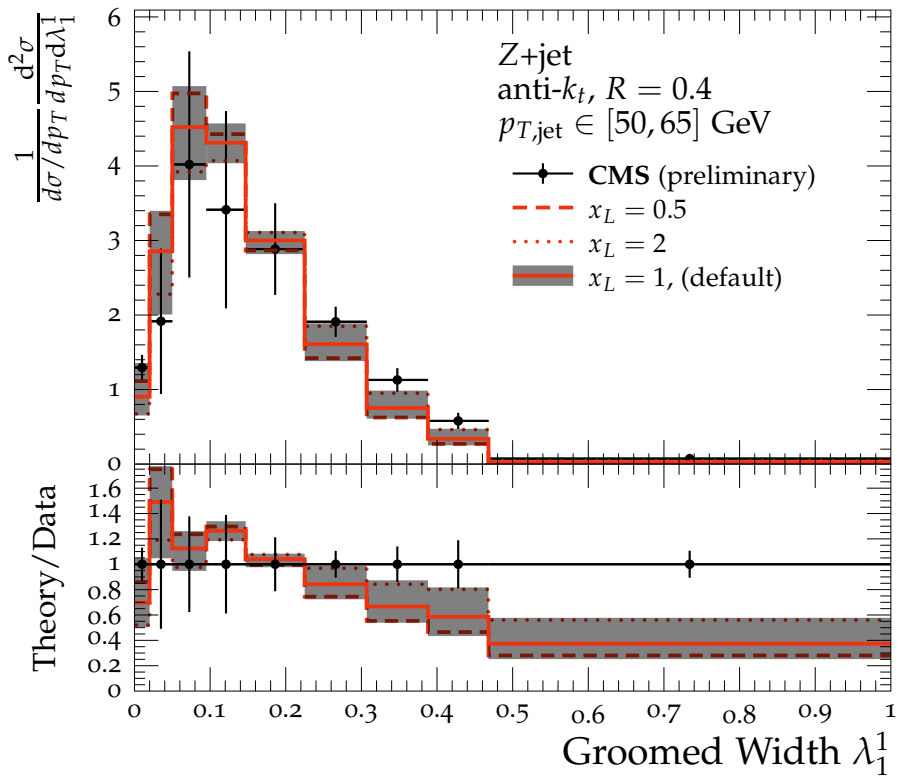 1/(dσ/dp_T) d²σ/(dp_T dλ_1^1)
6
5
4
3
2
1
0
Z+jet
anti-k_t, R = 0.4
p_{T,jet} ∈ [50, 65] GeV
CMS (preliminary)
x_L = 0.5
x_L = 2
x_L = 1, (default)
Theory/Data
1.6
1.4
1.2
1
0.8
0.6
0.4
0.2
0
0 0.1 0.2 0.3 0.4 0.5 0.6 0.7 0.8 0.9 1
Groomed Width λ_1^1